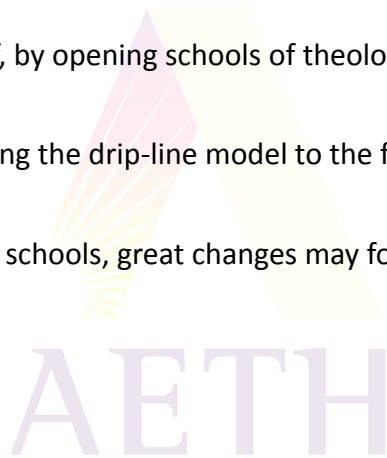 , by opening schools of theolo
ng the drip-line model to the f
schools, great changes may fo
AETH